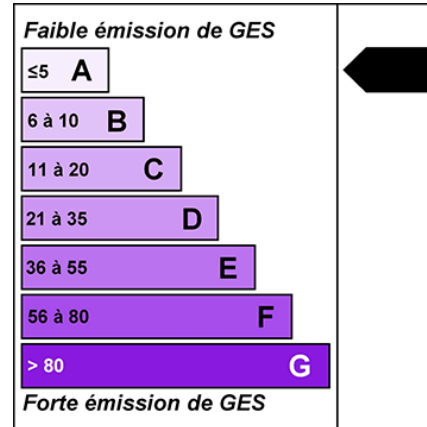 Faible émission de GES
≤5 A
6 à 10 B
11 à 20 C
21 à 35 D
36 à 55 E
56 à 80 F
> 80 G
Forte émission de GES